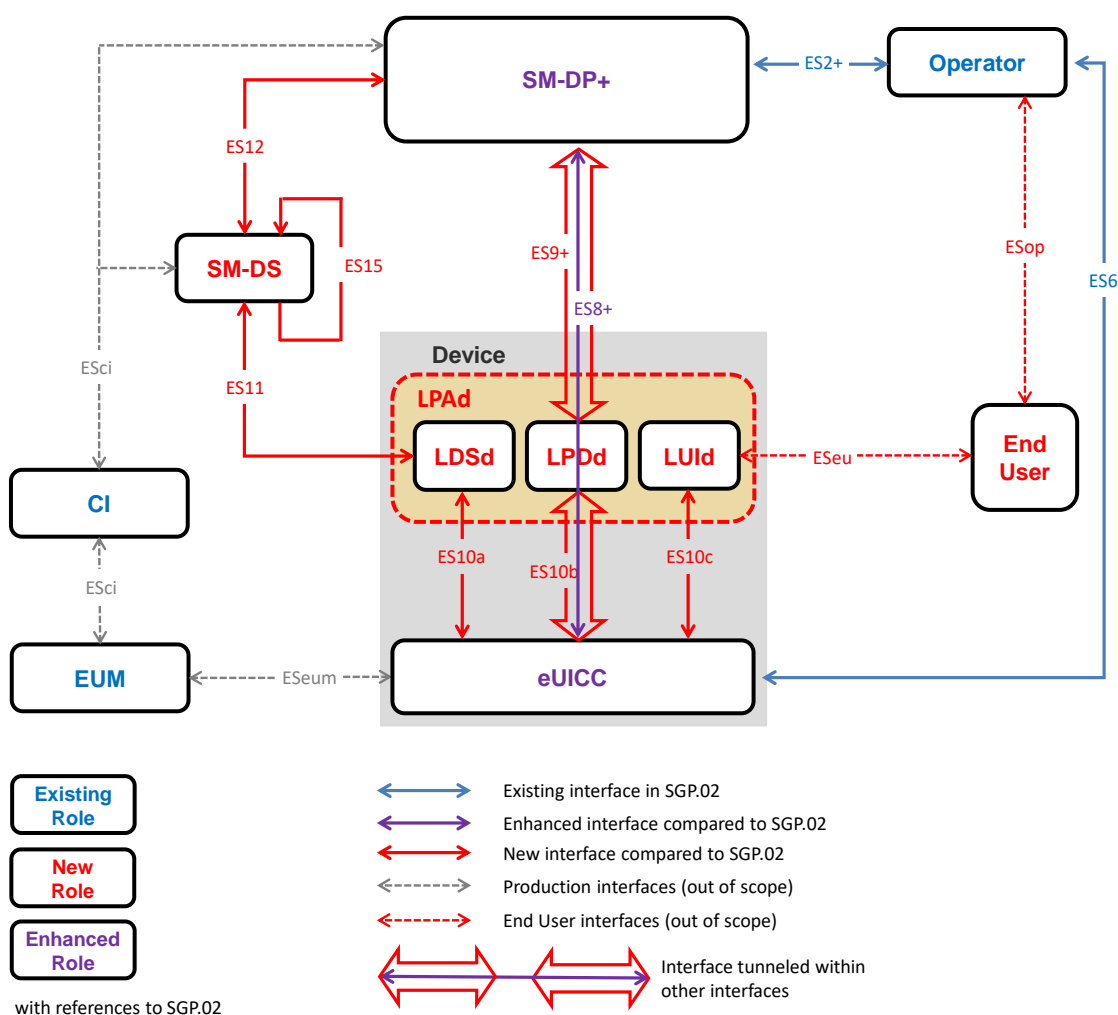 SM-DP+
ES2+
Operator
ES12
ES9+
ESop
SM-DS
ES15
ES6
ES8+
Device
ESci
ES11
LPAd
LDSd
LPDd
LUId
ESeu
End
User
CI
ES10a
ES10b
ES10c
ESci
EUM
ESeum
eUICC
Existing
Role
New
Role
Enhanced
Role
with references to SGP.02
Existing interface in SGP.02
Enhanced interface compared to SGP.02
New interface compared to SGP.02
Production interfaces (out of scope)
End User interfaces (out of scope)
Interface tunneled within
other interfaces